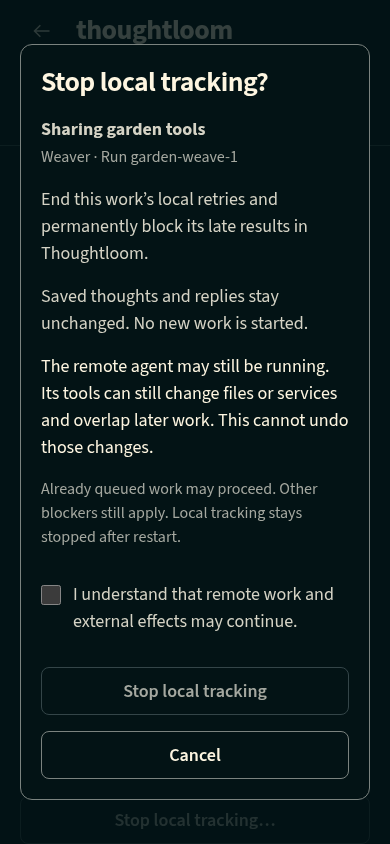 ← thoughtloom
Stop local tracking?
Sharing garden tools
Weaver · Run garden-weave-1
End this work’s local retries and
permanently block its late results in
Thoughtloom.
Saved thoughts and replies stay
unchanged. No new work is started.
The remote agent may still be running.
Its tools can still change files or services
and overlap later work. This cannot undo
those changes.
Already queued work may proceed. Other
blockers still apply. Local tracking stays
stopped after restart.
I understand that remote work and
external effects may continue.
Stop local tracking
Cancel
Stop local tracking…